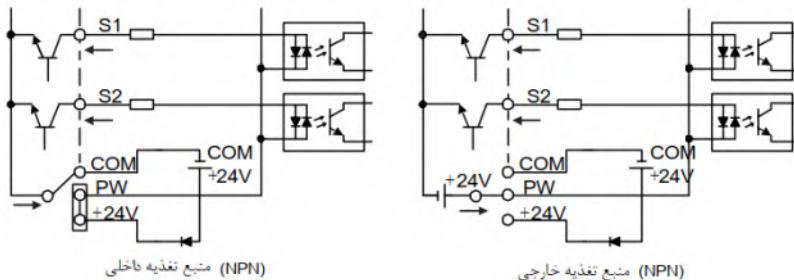 S1
S2
COM
COM
+24V
PW
+24V
منبع تغذیه داخلی (NPN)
S1
S2
COM
COM
+24V
+24V
PW
+24V
منبع تغذیه خارجی (NPN)